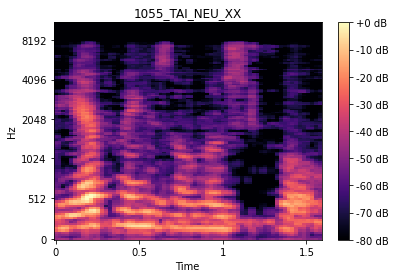 1055_TAI_NEU_XX
+0 dB
8192
-10 dB
4096
-20 dB
-30 dB
2048
Hz
-40 dB
1024
-50 dB
512
-60 dB
-70 dB
0
-80 dB
0
0.5
1
1.5
Time